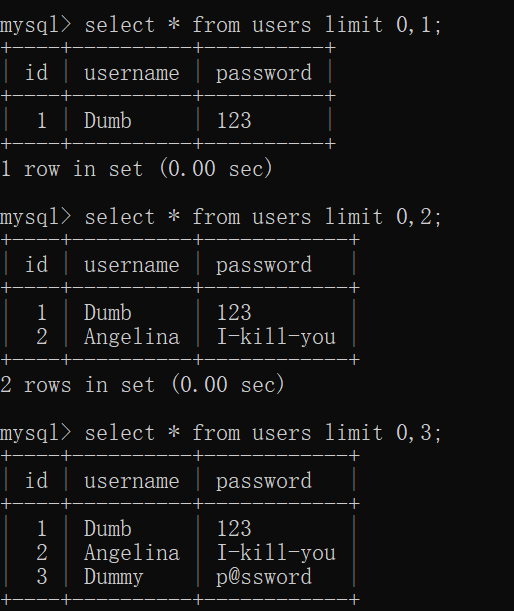 mysql> select * from users limit 0,1;
+----+-----------+----------+
| id | username | password |
+----+-----------+----------+
| 1 | Dumb | 123 |
+----+-----------+----------+
1 row in set (0.00 sec)
mysql> select * from users limit 0,2;
+----+----------+------------+
| id | username | password |
+----+----------+------------+
| 1 | Dumb | 123 |
| 2 | Angelina | I-kill-you |
+----+----------+------------+
2 rows in set (0.00 sec)
mysql> select * from users limit 0,3;
+----+----------+------------+
| id | username | password |
+----+----------+------------+
| 1 | Dumb | 123 |
| 2 | Angelina | I-kill-you |
| 3 | Dummy | p@ssword |
+----+----------+------------+